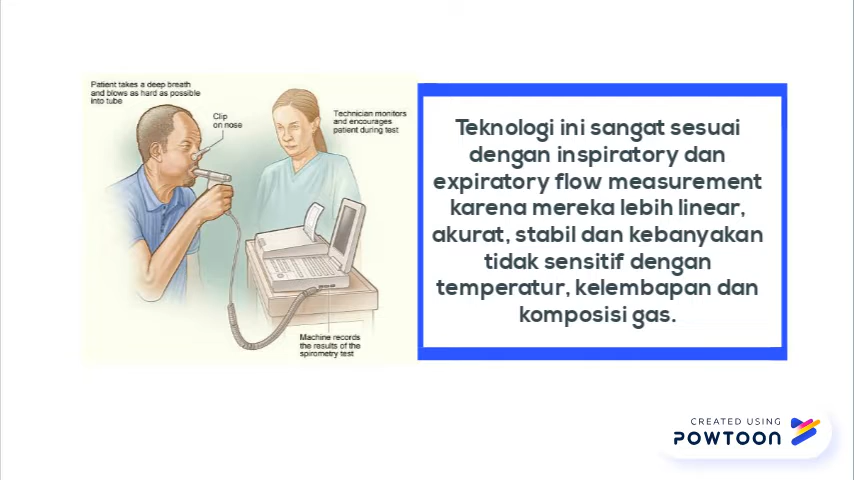 Patient takes a deep breath
and blows as hard as possible
into tube
Clip
on nose
Technician monitors
and encourages
patient during test
Machine records
the results of the
spirometry test
Teknologi ini sangat sesuai
dengan inspiratory dan
expiratory flow measurement
karena mereka lebih linear,
akurat, stabil dan kebanyakan
tidak sensitif dengan
temperatur, kelembapan dan
komposisi gas.
CREATED USING
POWTOON